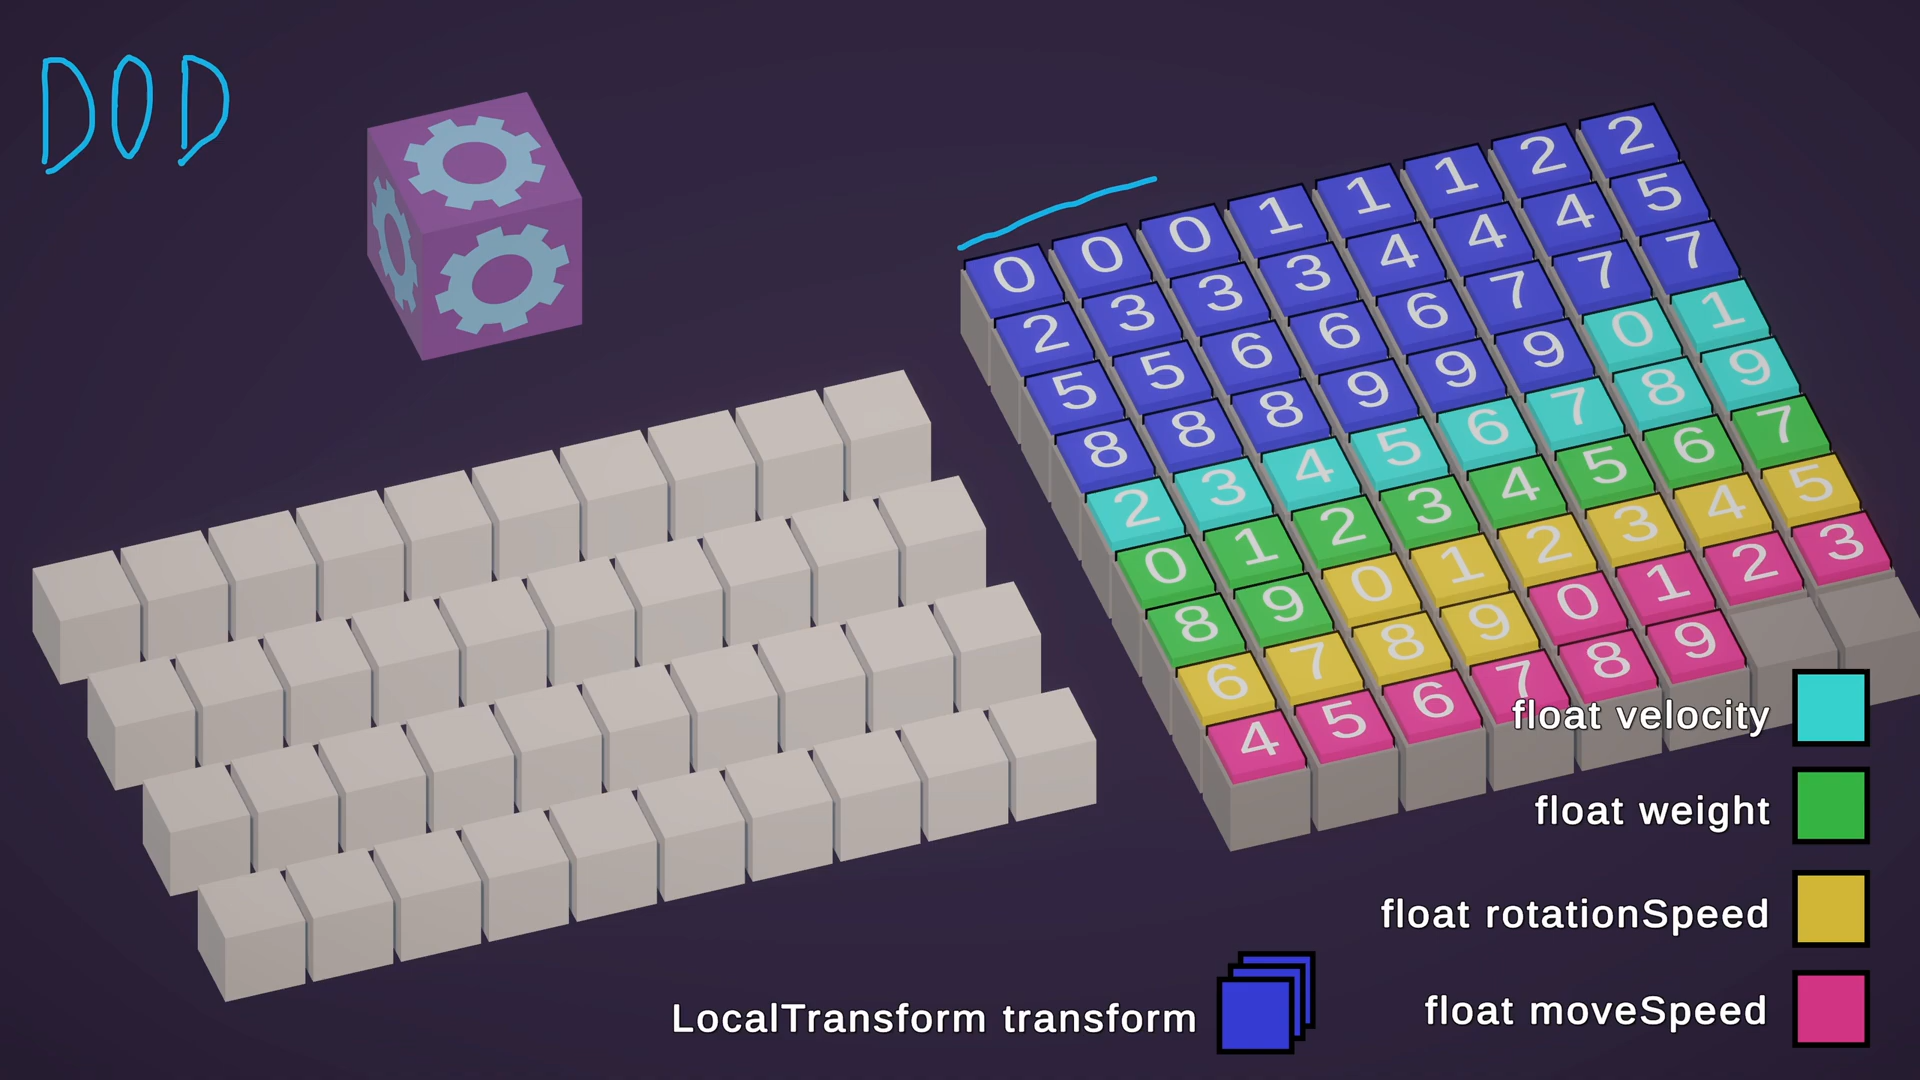 DOD
0 0 0 1 1 1 2 2
2 3 3 3 4 4 4 5
5 5 6 6 6 7 7 7
8 8 8 9 9 9 0 1
2 3 4 5 6 7 8 9
0 1 2 3 4 5 6 7
8 9 0 1 2 3 4 5
6 7 8 9 0 1 2 3
4 5 6 7 8 9
float velocity
float weight
float rotationSpeed
LocalTransform transform
float moveSpeed